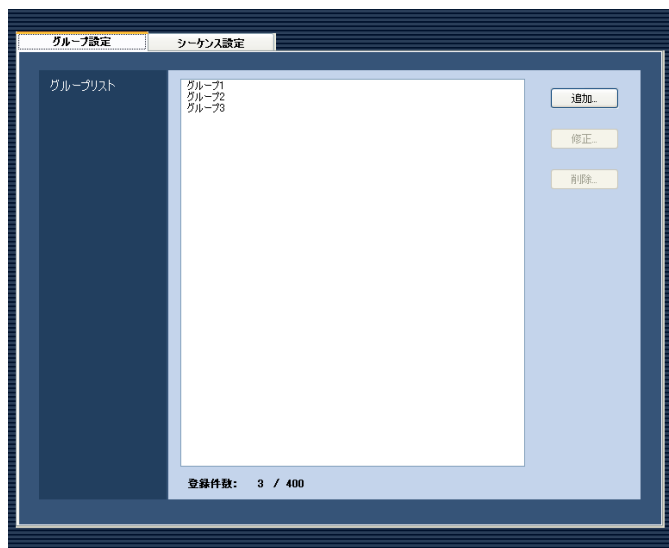 グループ設定
シーケンス設定
グループリスト
グループ1
グループ2
グループ3
追加...
修正...
削除...
登録件数: 3 / 400